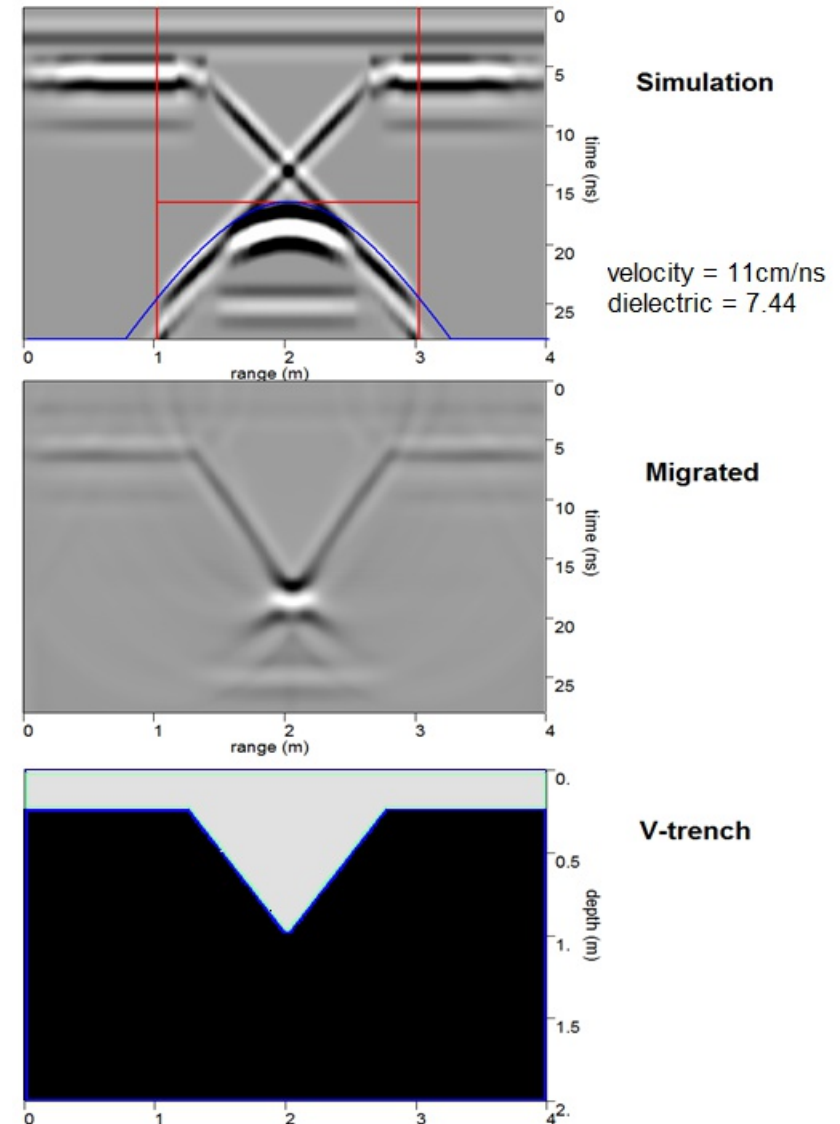 0
5
10
15
20
25
time (ns)
0 1 2 3 4
range (m)
Simulation
velocity = 11cm/ns
dielectric = 7.44
0
5
10
15
20
25
time (ns)
0 1 2 3 4
range (m)
Migrated
0.
0.5
1.
1.5
2.
depth (m)
0 1 2 3 4
V-trench